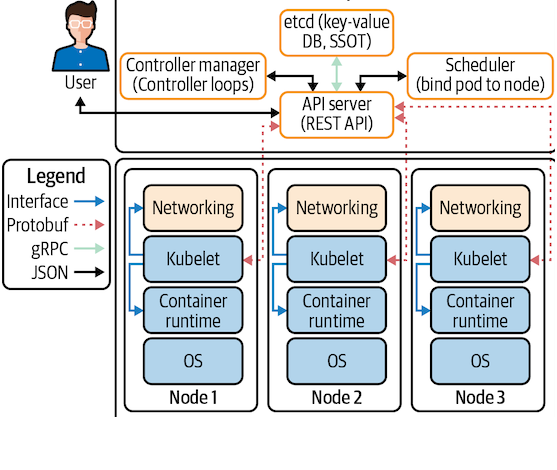 etcd (key-value
DB, SSOT)
Controller manager
(Controller loops)
Scheduler
(bind pod to node)
User
API server
(REST API)
Legend
Interface
Protobuf
gRPC
JSON
Networking
Kubelet
Container
runtime
OS
Node 1
Networking
Kubelet
Container
runtime
OS
Node 2
Networking
Kubelet
Container
runtime
OS
Node 3